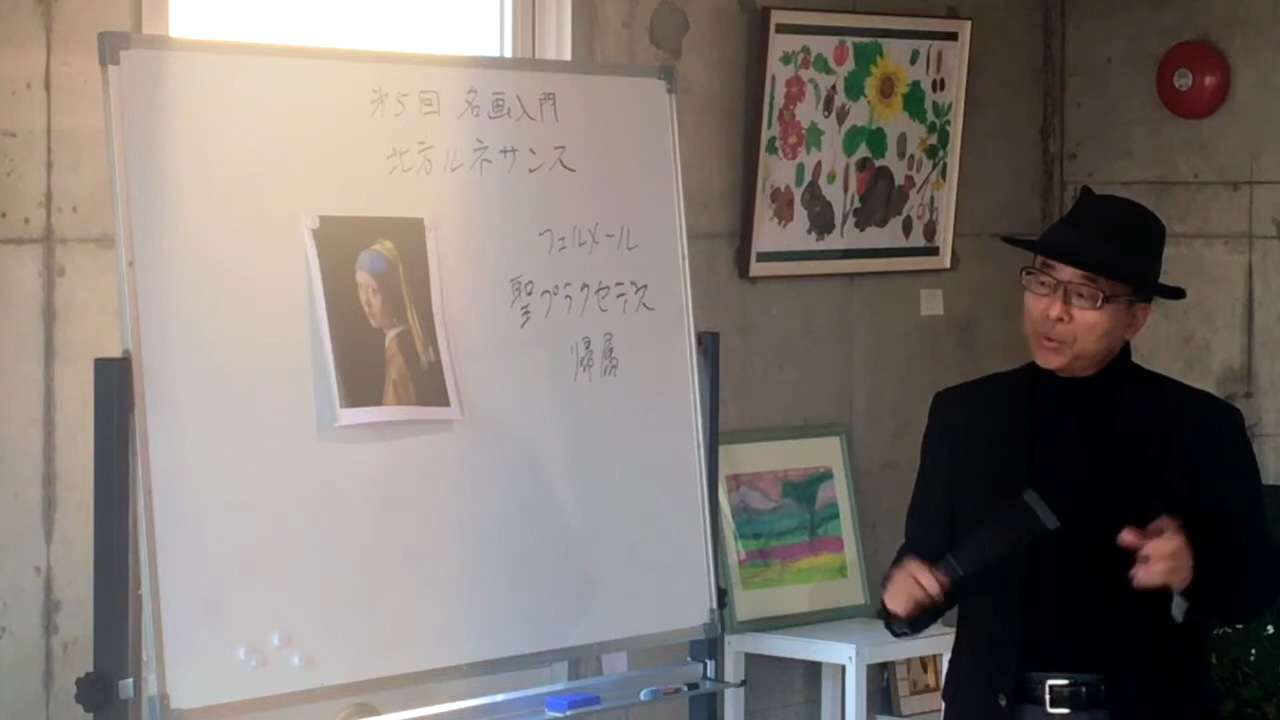 第5回 名画入門
北方ルネサンス
フェルメール
聖プラクセデス
帰属